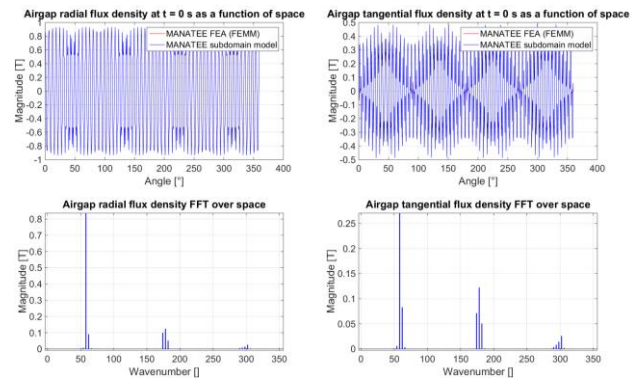 Airgap radial flux density at t = 0 s as a function of space
MANATEE FEA (FEMM)
MANATEE subdomain model
1
0.8
0.6
0.4
0.2
0
-0.2
-0.4
-0.6
-0.8
-1
Magnitude [T]
0 50 100 150 200 250 300 350 400
Angle [°]
Airgap tangential flux density at t = 0 s as a function of space
MANATEE FEA (FEMM)
MANATEE subdomain model
0.5
0.4
0.3
0.2
0.1
0
-0.1
-0.2
-0.3
-0.4
-0.5
Magnitude [T]
0 50 100 150 200 250 300 350 400
Angle [°]
Airgap radial flux density FFT over space
0.8
0.7
0.6
0.5
0.4
0.3
0.2
0.1
0
Magnitude [T]
0 50 100 150 200 250 300 350
Wavenumber []
Airgap tangential flux density FFT over space
0.25
0.2
0.15
0.1
0.05
0
Magnitude [T]
0 50 100 150 200 250 300 350
Wavenumber []